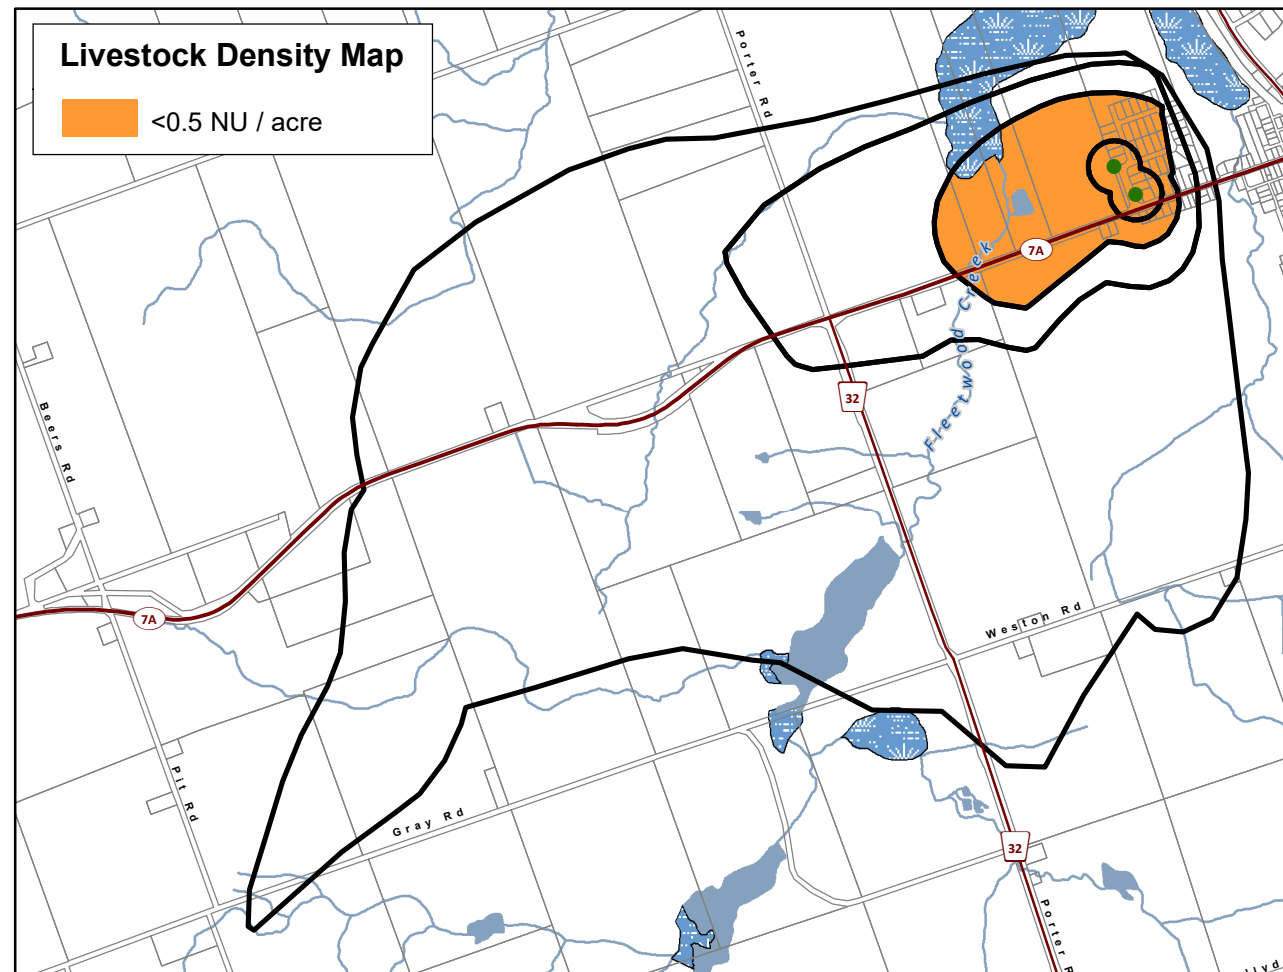 Livestock Density Map
<0.5 NU / acre
Porter Rd
7A
Fleetwood Creek
32
Beers Rd
7A
Weston Rd
Pit Rd
Gray Rd
32